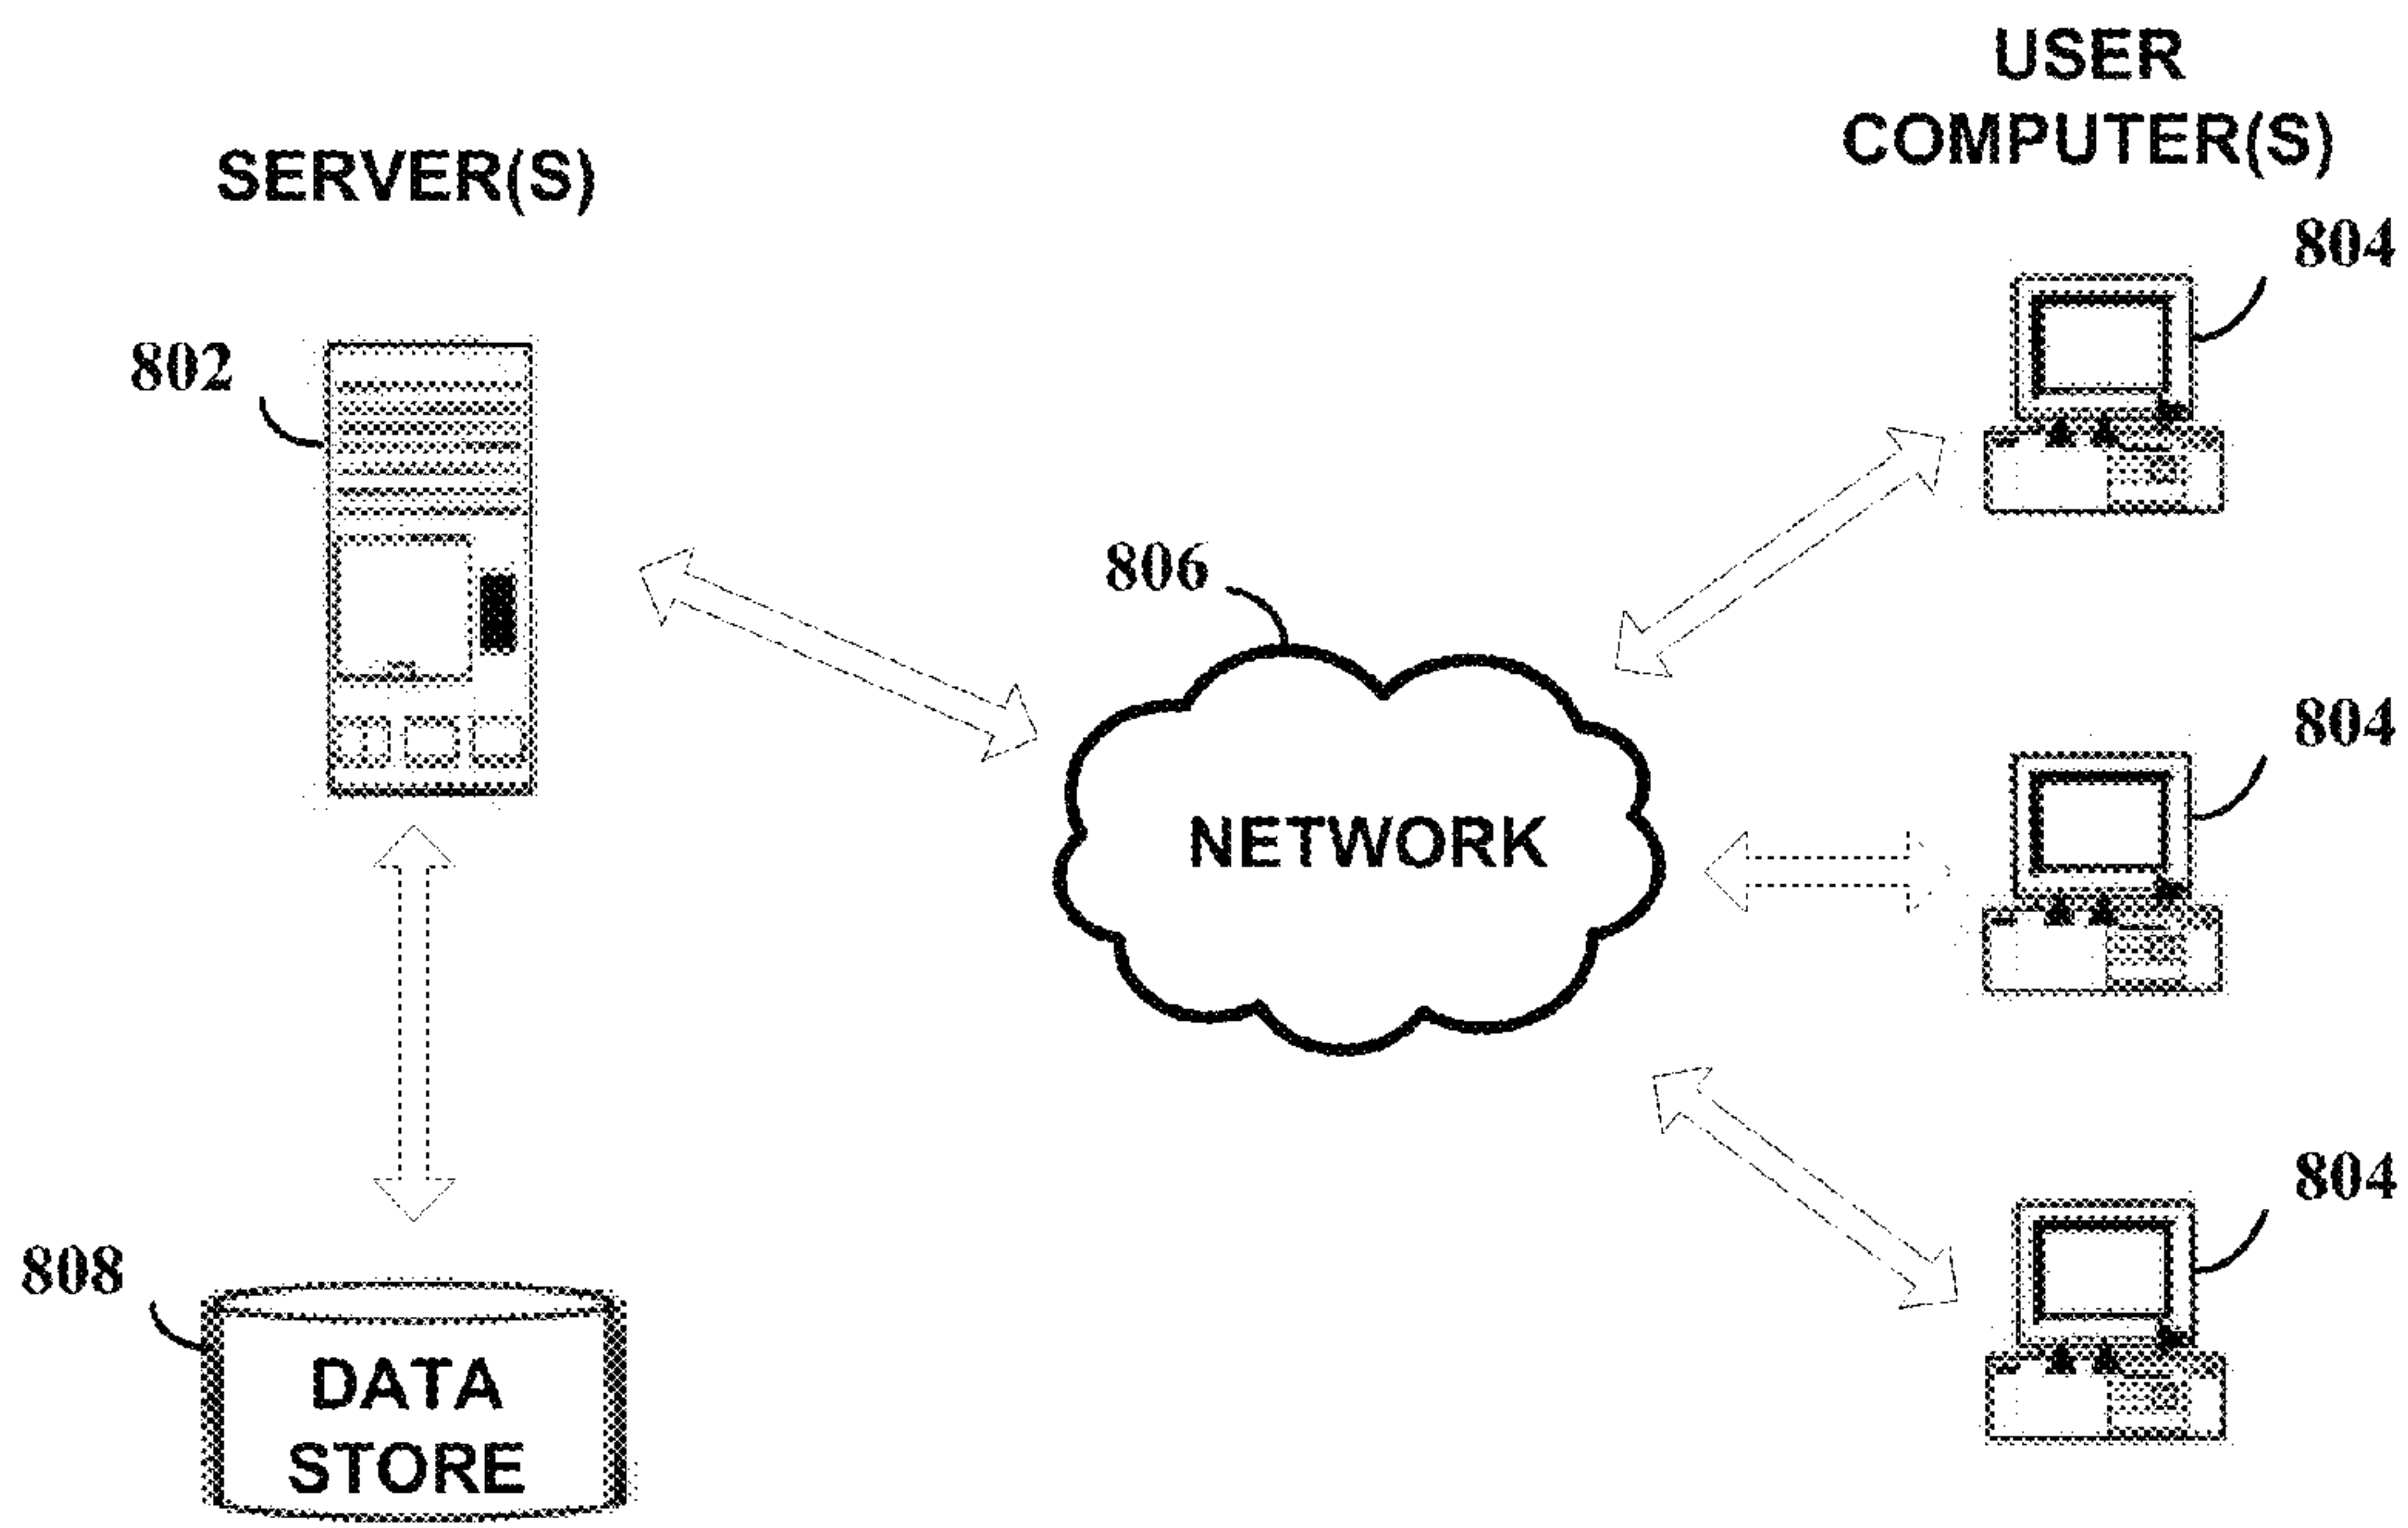 USER
COMPUTER(S)
SERVER(S)
804
802
806
804
NETWORK
804
808
DATA
STORE